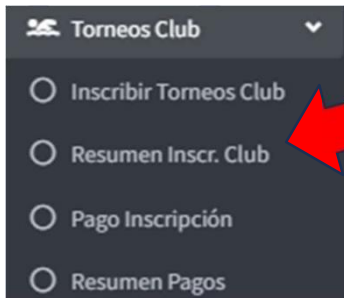 Torneos Club
Inscribir Torneos Club
Resumen Inscr. Club
Pago Inscripción
Resumen Pagos